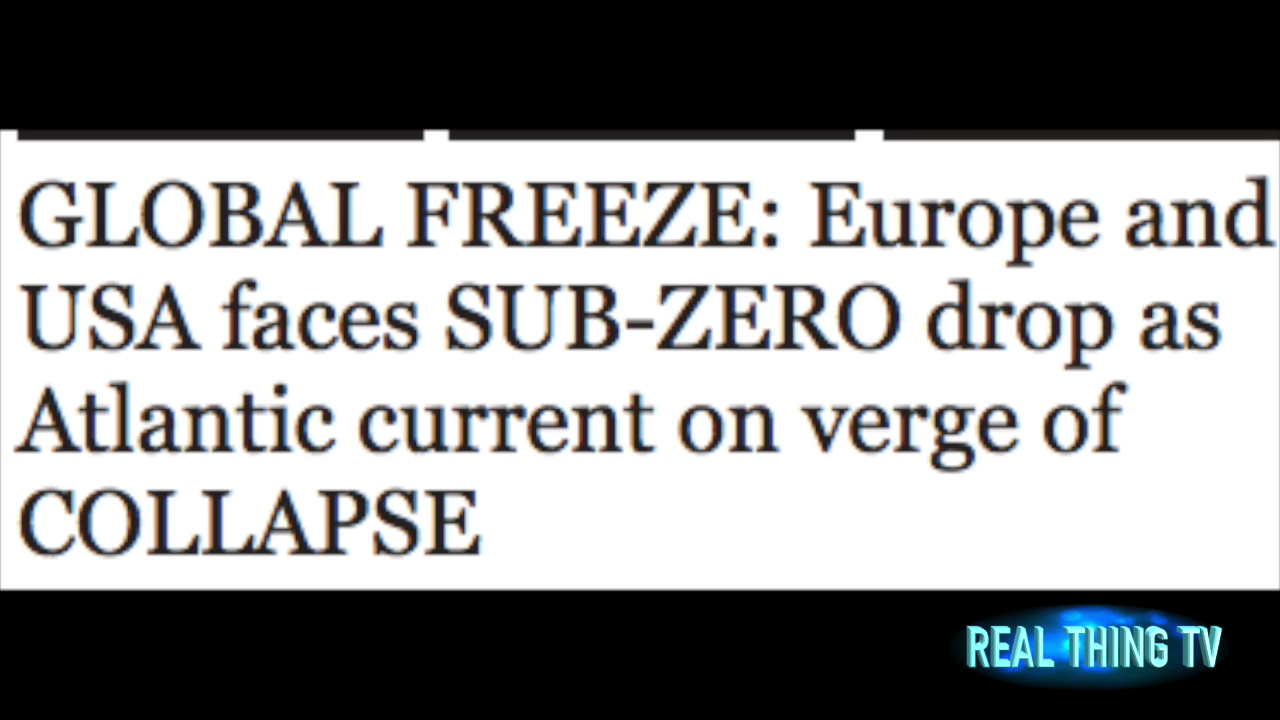 GLOBAL FREEZE: Europe and
USA faces SUB-ZERO drop as
Atlantic current on verge of
COLLAPSE
REAL THING TV